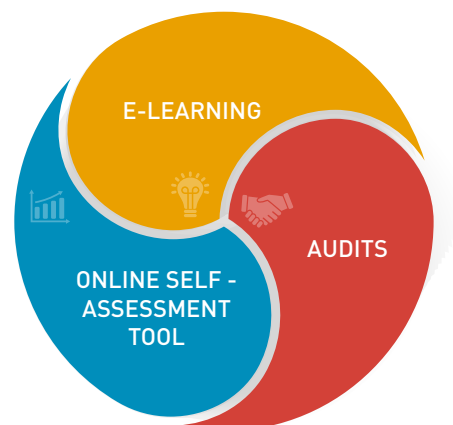 E-LEARNING
AUDITS
ONLINE SELF -
ASSESSMENT
TOOL